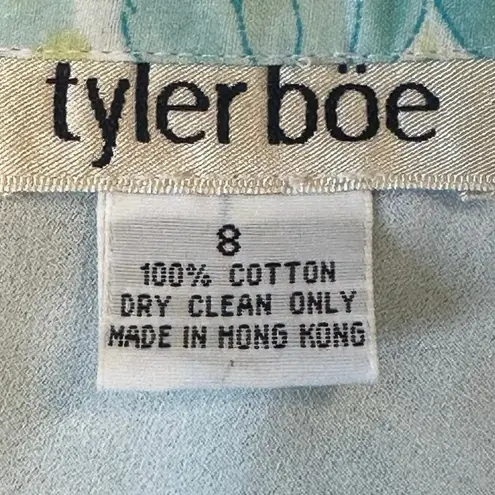 tyler böe
8
100% COTTON
DRY CLEAN ONLY
MADE IN HONG KONG